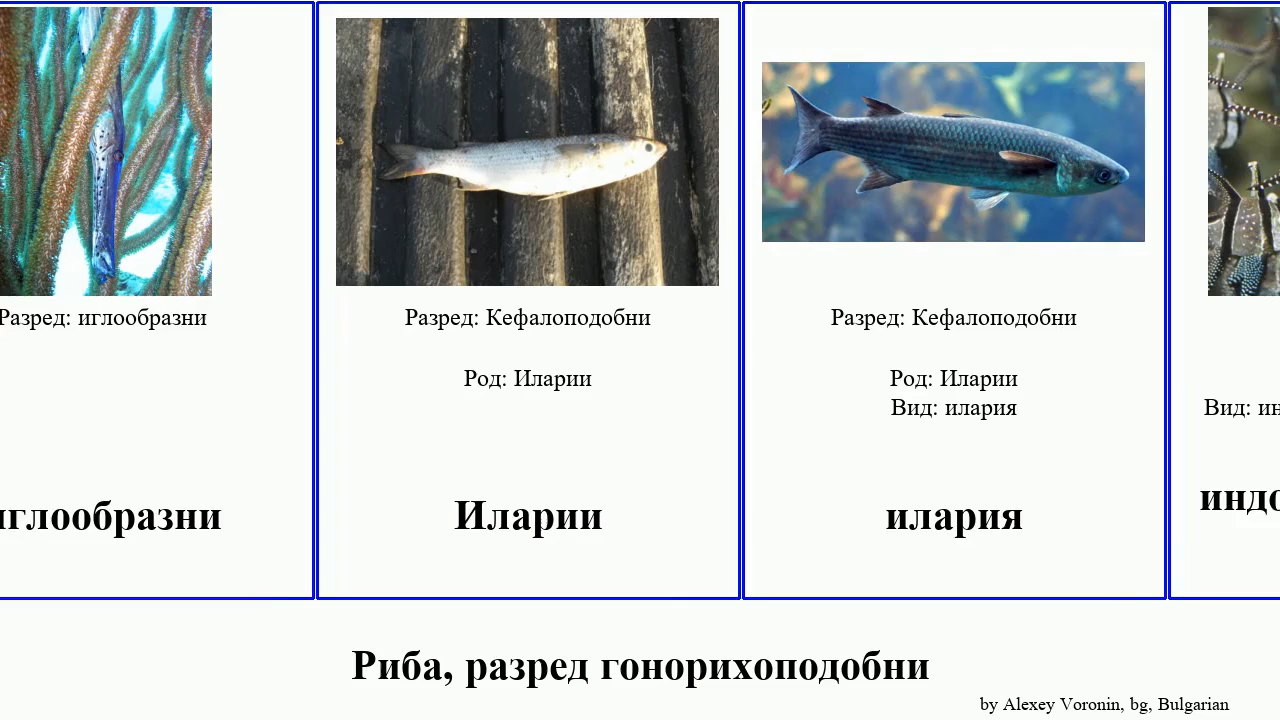 Разред: иглообразни
иглообразни
Разред: Кефалоподобни
Род: Иларии
Иларии
Разред: Кефалоподобни
Род: Иларии
Вид: илария
илария
Вид:
Риба, разред гонорихоподобни
by Alexey Voronin, bg, Bulgarian